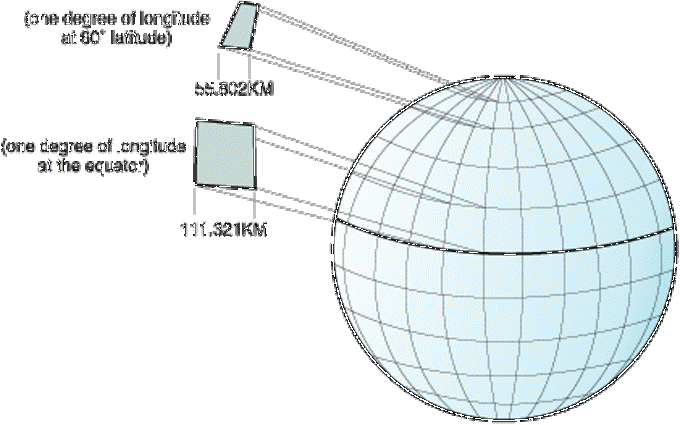 (one degree of longitude
at 60° latitude)
55.802KM
(one degree of longitude
at the equator)
111.321KM